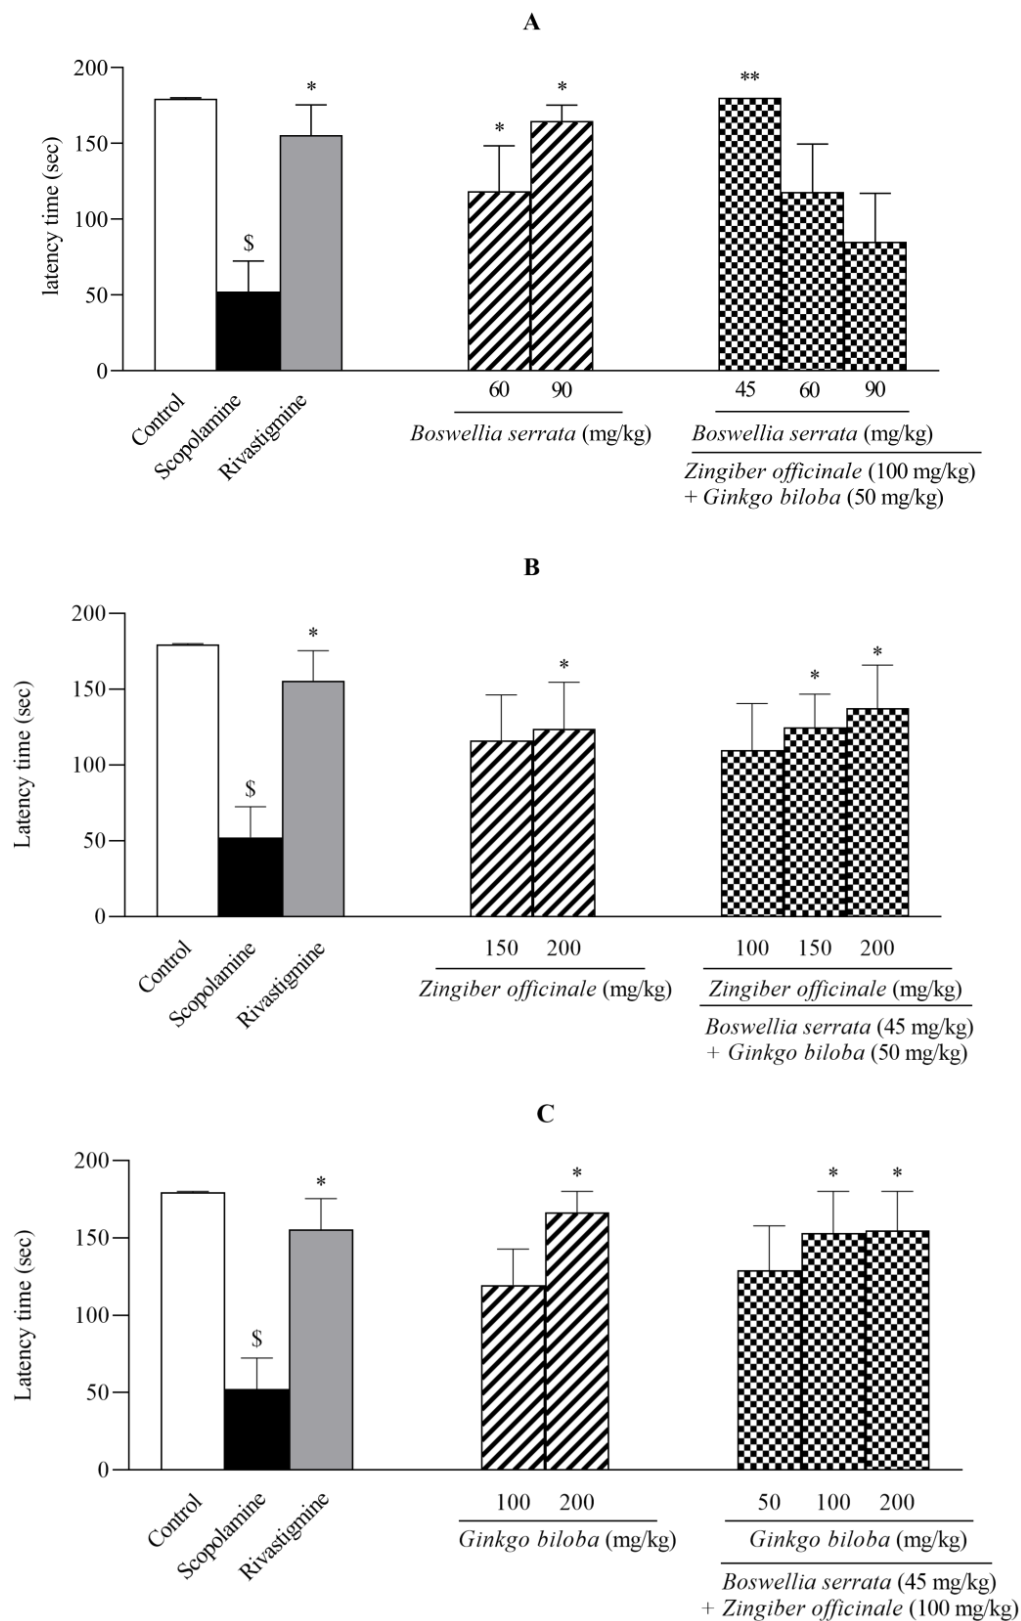 A
200
150
100
50
0
latency time (sec)
*
$
*
*
**
Control
Scopolamine
Rivastigmine
60 90
Boswellia serrata (mg/kg)
45 60 90
Boswellia serrata (mg/kg)
Zingiber officinale (100 mg/kg)
+ Ginkgo biloba (50 mg/kg)
B
200
150
100
50
0
Latency time (sec)
*
$
*
*
*
Control
Scopolamine
Rivastigmine
150 200
Zingiber officinale (mg/kg)
100 150 200
Zingiber officinale (mg/kg)
Boswellia serrata (45 mg/kg)
+ Ginkgo biloba (50 mg/kg)
C
200
150
100
50
0
Latency time (sec)
*
$
*
*
*
Control
Scopolamine
Rivastigmine
100 200
Ginkgo biloba (mg/kg)
50 100 200
Ginkgo biloba (mg/kg)
Boswellia serrata (45 mg/kg)
+ Zingiber officinale (100 mg/kg)